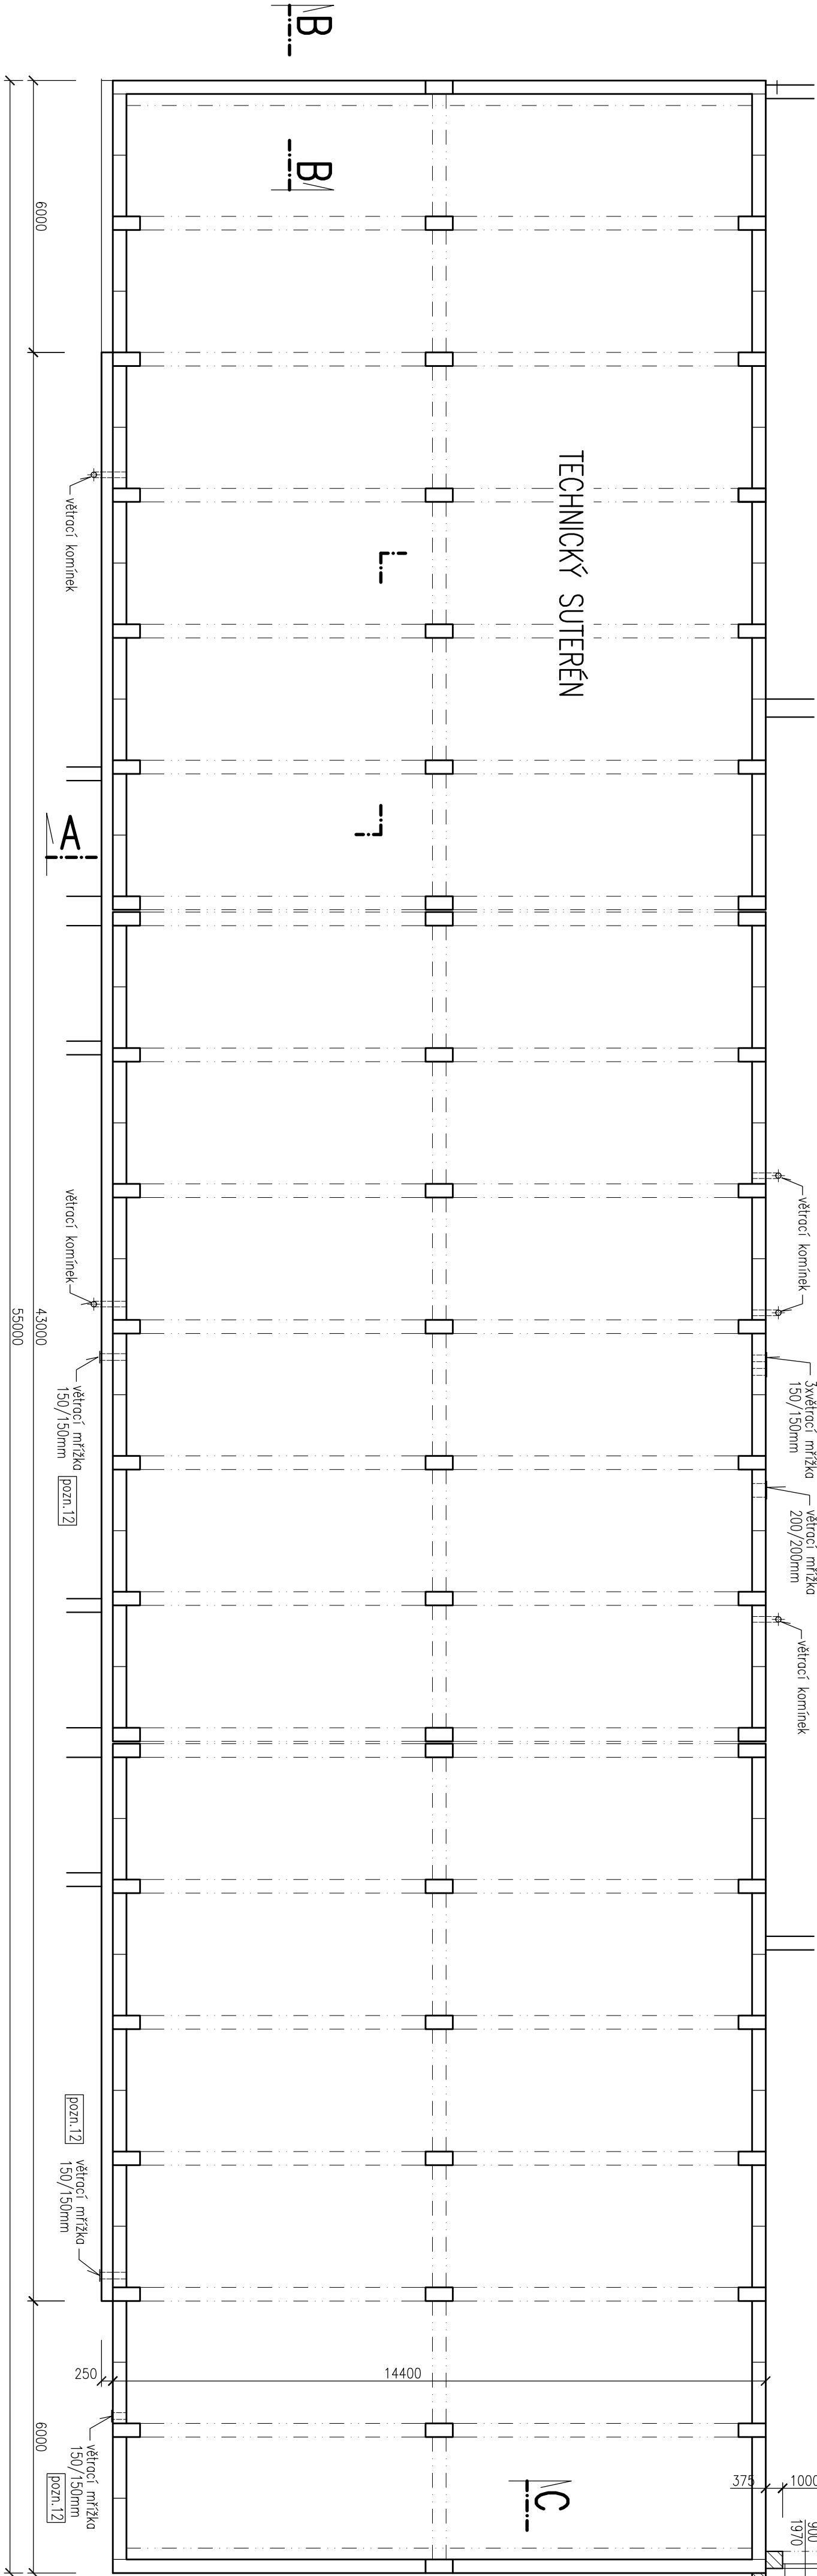 B
B
6000
TECHNICKÝ SUTERÉN
větrací komínek
A
větrací komínek
větrací komínek
43000
55000
3xvětrací mřížka
150/150mm
větrací mřížka
150/150mm
pozn.12
větrací mřížka
200/200mm
větrací komínek
pozn.12
větrací mřížka
150/150mm
250
14400
6000
větrací mřížka
150/150mm
pozn.12
C
375
1000
900
1970